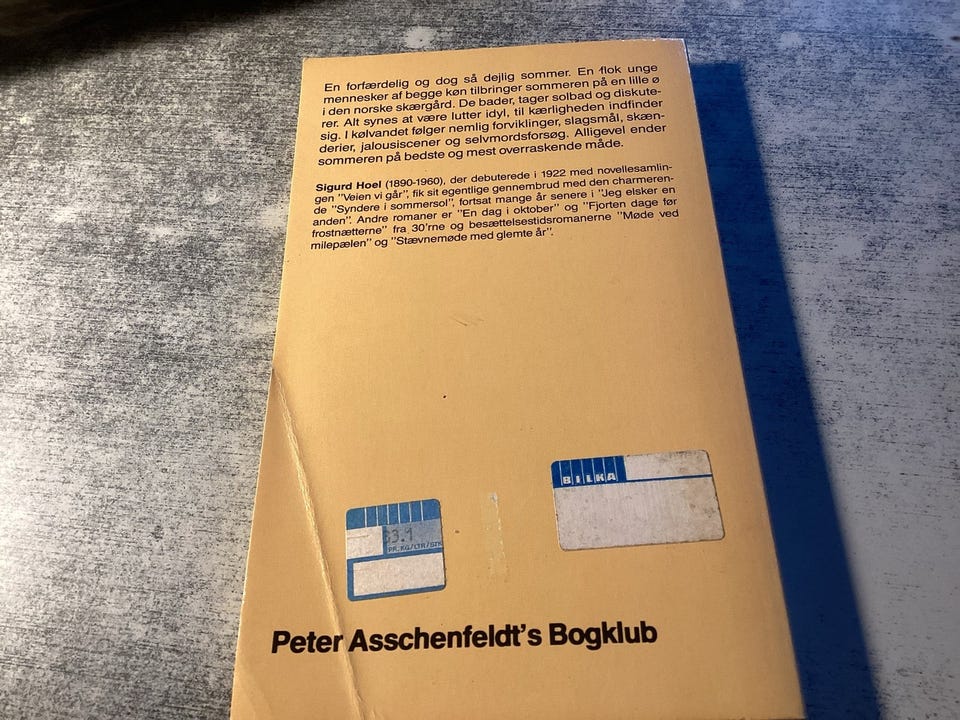 En forfærdelig og dog så dejlig sommer. En flok unge
mennesker af begge køn tilbringer sommeren på en lille ø
i den norske skærgård. De bader, tager solbad og diskute-
rer. Alt synes at være lutter idyl, til kærligheden indfinder
sig. I kølvandet følger nemlig forviklinger, slagsmål, skæn-
derier, jalousiscener og selvmordsforsøg. Alligevel ender
sommeren på bedste og mest overraskende måde.
Sigurd Hoel (1890-1960), der debuterede i 1922 med novellesamlin-
gen "Veien vi går", fik sit egentlige gennembrud med den charmeren-
de "Syndere i sommersol", fortsat mange år senere i "Jeg elsker en
anden". Andre romaner er "En dag i oktober" og "Fjorten dage før
frostnætterne" fra 30'rne og besættelsestidsromanerne "Møde ved
milepælen" og "Stævnemøde med glemte år".
BILKA
PR.KG/LTR/STK
Peter Asschenfeldt's Bogklub